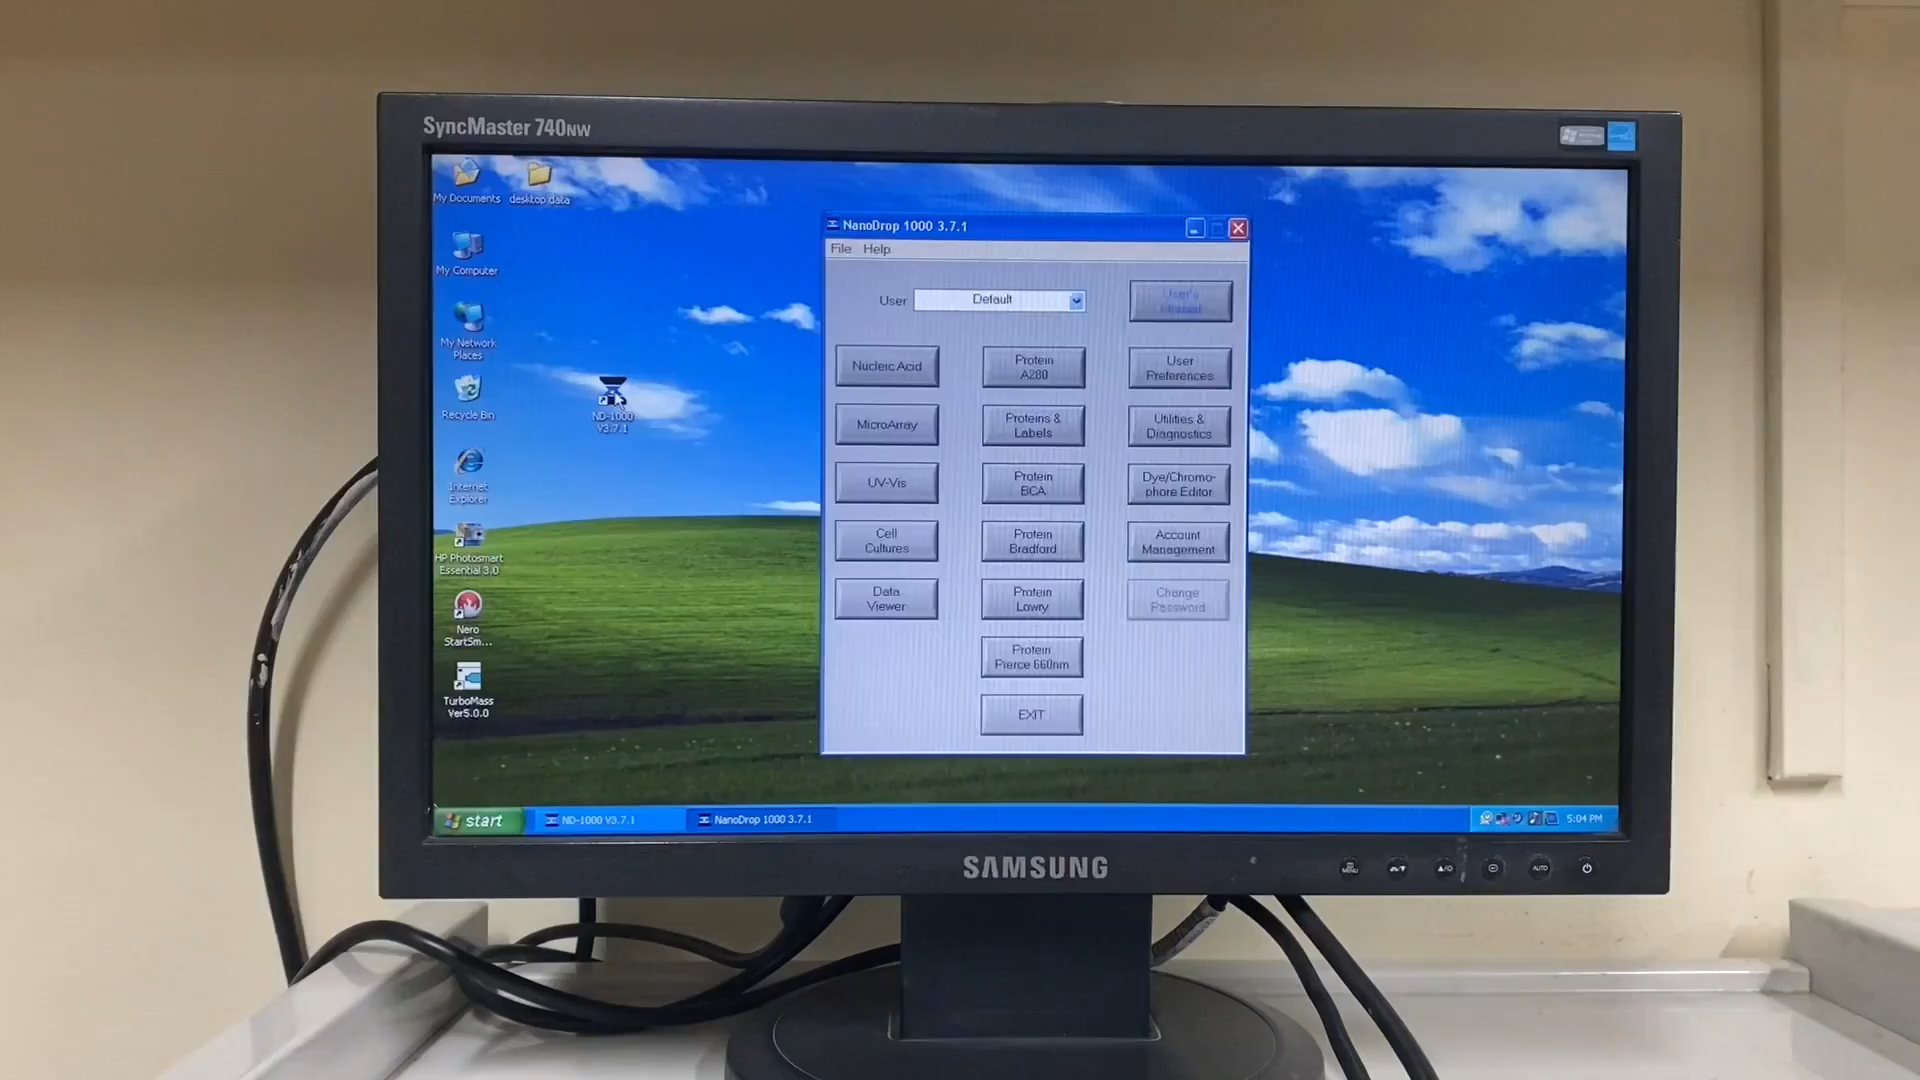 SyncMaster 740NW
My Documents
desktop data
My Computer
My Network
Places
Recycle Bin
Internet
Explorer
HP Photosmart
Essential 3.0
Nero
StartSm...
TurboMass
Ver5.0.0
ND-1000
V3.7.1
NanoDrop 1000 3.7.1
File Help
User Default
User's
Manual
Nucleic Acid
Protein
A280
User
Preferences
MicroArray
Proteins &
Labels
Utilities &
Diagnostics
UV-Vis
Protein
BCA
Dye/Chromo-
phore Editor
Cell
Cultures
Protein
Bradford
Account
Management
Data
Viewer
Protein
Lowry
Change
Password
Protein
Pierce 660nm
EXIT
start
ND-1000 V3.7.1
NanoDrop 1000 3.7.1
5:04 PM
SAMSUNG
MENU
AUTO